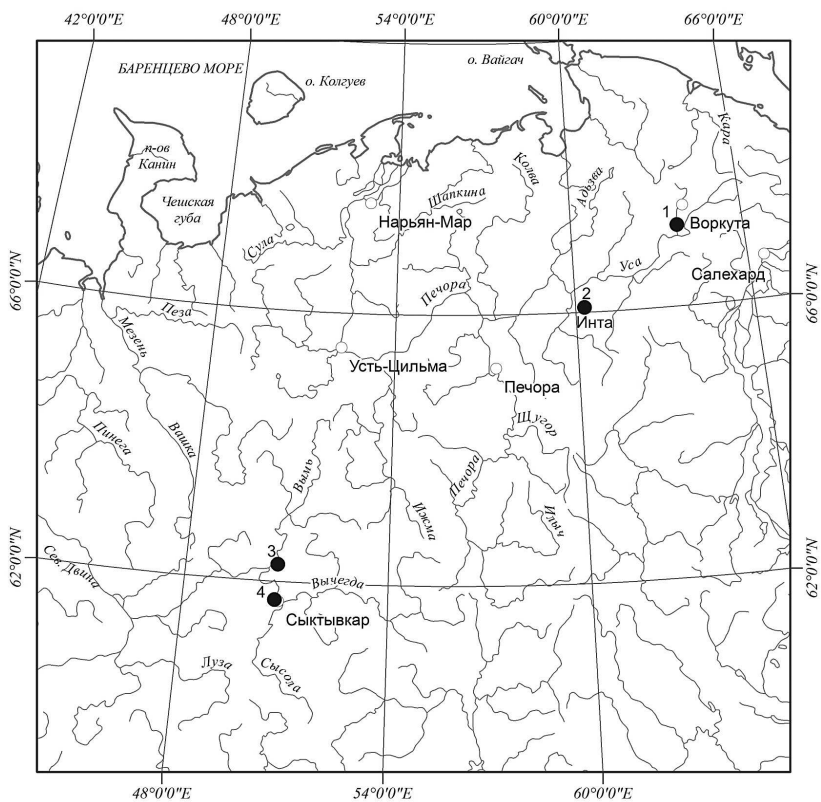 42°0'0"E 48°0'0"E 54°0'0"E 60°0'0"E 66°0'0"E
БАРЕНЦЕВО МОРЕ
о. Колгуев
о. Вайгач
п-ов
Канин
Чешская
губа
Кара
Колва
Адьзва
Шапкина
Нарьян-Мар
1
Воркута
Сула
Уса
Салехард
66°0'0"N
66°0'0"N
Печора
2
Инта
Пеза
Мезень
Усть-Цильма
Печора
Щугор
Пинега
Вашка
Вымь
Печора
Ижма
Илыч
3
62°0'0"N
62°0'0"N
Сев. Двина
Вычегда
4
Сыктывкар
Луза
Сысола
48°0'0"E 54°0'0"E 60°0'0"E